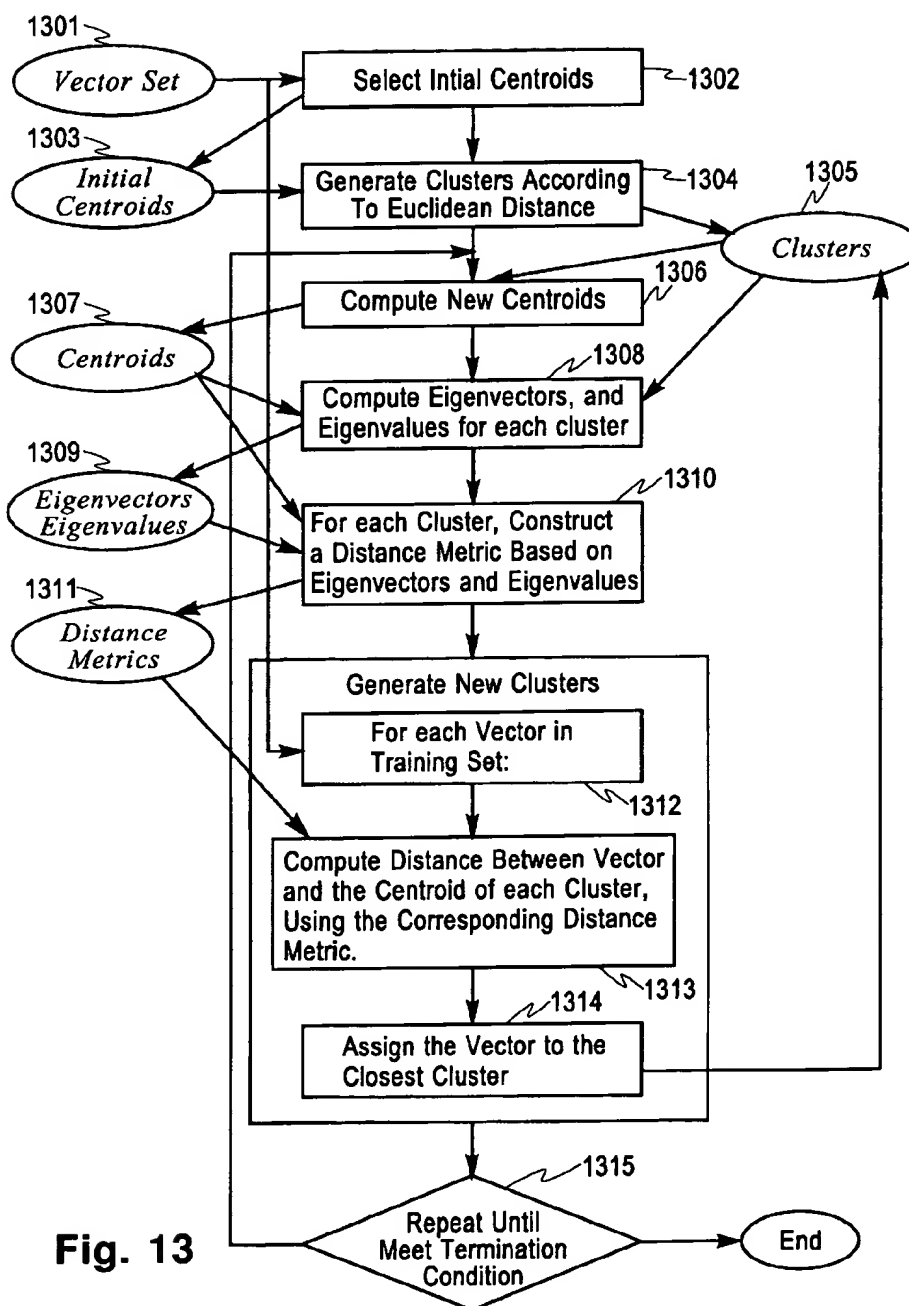 1301
Vector Set
Select Intial Centroids
1302
1303
Initial
Centroids
Generate Clusters According
To Euclidean Distance
1304
1305
Clusters
Compute New Centroids
1306
1307
Centroids
1308
Compute Eigenvectors, and
Eigenvalues for each cluster
1309
Eigenvectors
Eigenvalues
1310
For each Cluster, Construct
a Distance Metric Based on
Eigenvectors and Eigenvalues
1311
Distance
Metrics
Generate New Clusters
For each Vector in
Training Set:
1312
Compute Distance Between Vector
and the Centroid of each Cluster,
Using the Corresponding Distance
Metric.
1313
1314
Assign the Vector to the
Closest Cluster
1315
Repeat Until
Meet Termination
Condition
End
Fig. 13